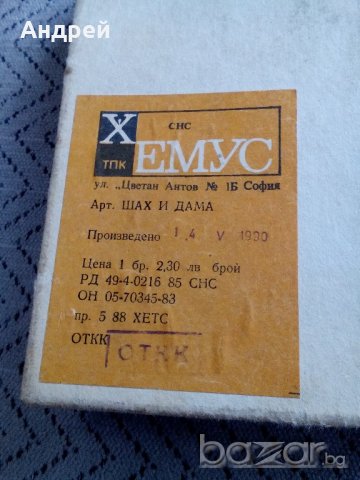 Андрей
СНС
ХЕМУС
ТПК
ул. „Цветан Антов № 1Б София
Арт. ШАХ И ДАМА
Произведено 1 4 V 1990
Цена 1 бр. 2,30 лв брой
РД 49-4-0216 85 СНС
ОН 05-70345-83
пр. 5 88 ХЕТС
ОТКК ОТКК
bazar.bg